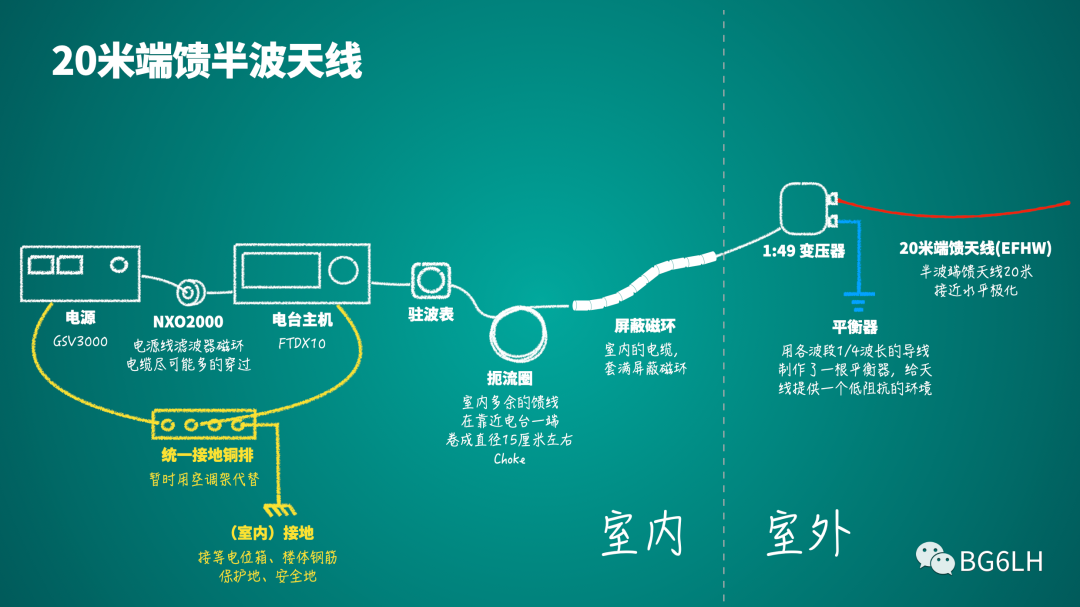 20米端馈半波天线
电源
GSV3000
NXO2000
电源线滤波器磁环
电缆尽可能多的穿过
电台主机
FTDX10
驻波表
扼流圈
室内多余的馈线
在靠近电台一端
卷成直径15厘米左右
Choke
屏蔽磁环
室内的电缆,
套满屏蔽磁环
1:49 变压器
20米端馈天线(EFHW)
半波端馈天线20米
接近水平极化
平衡器
用各波段1/4波长的导线
制作了一根平衡器, 给天
线提供一个低阻抗的环境
统一接地铜排
暂时用空调架代替
(室内) 接地
接等电位箱、楼体钢筋
保护地、安全地
室内
室外
BG6LH